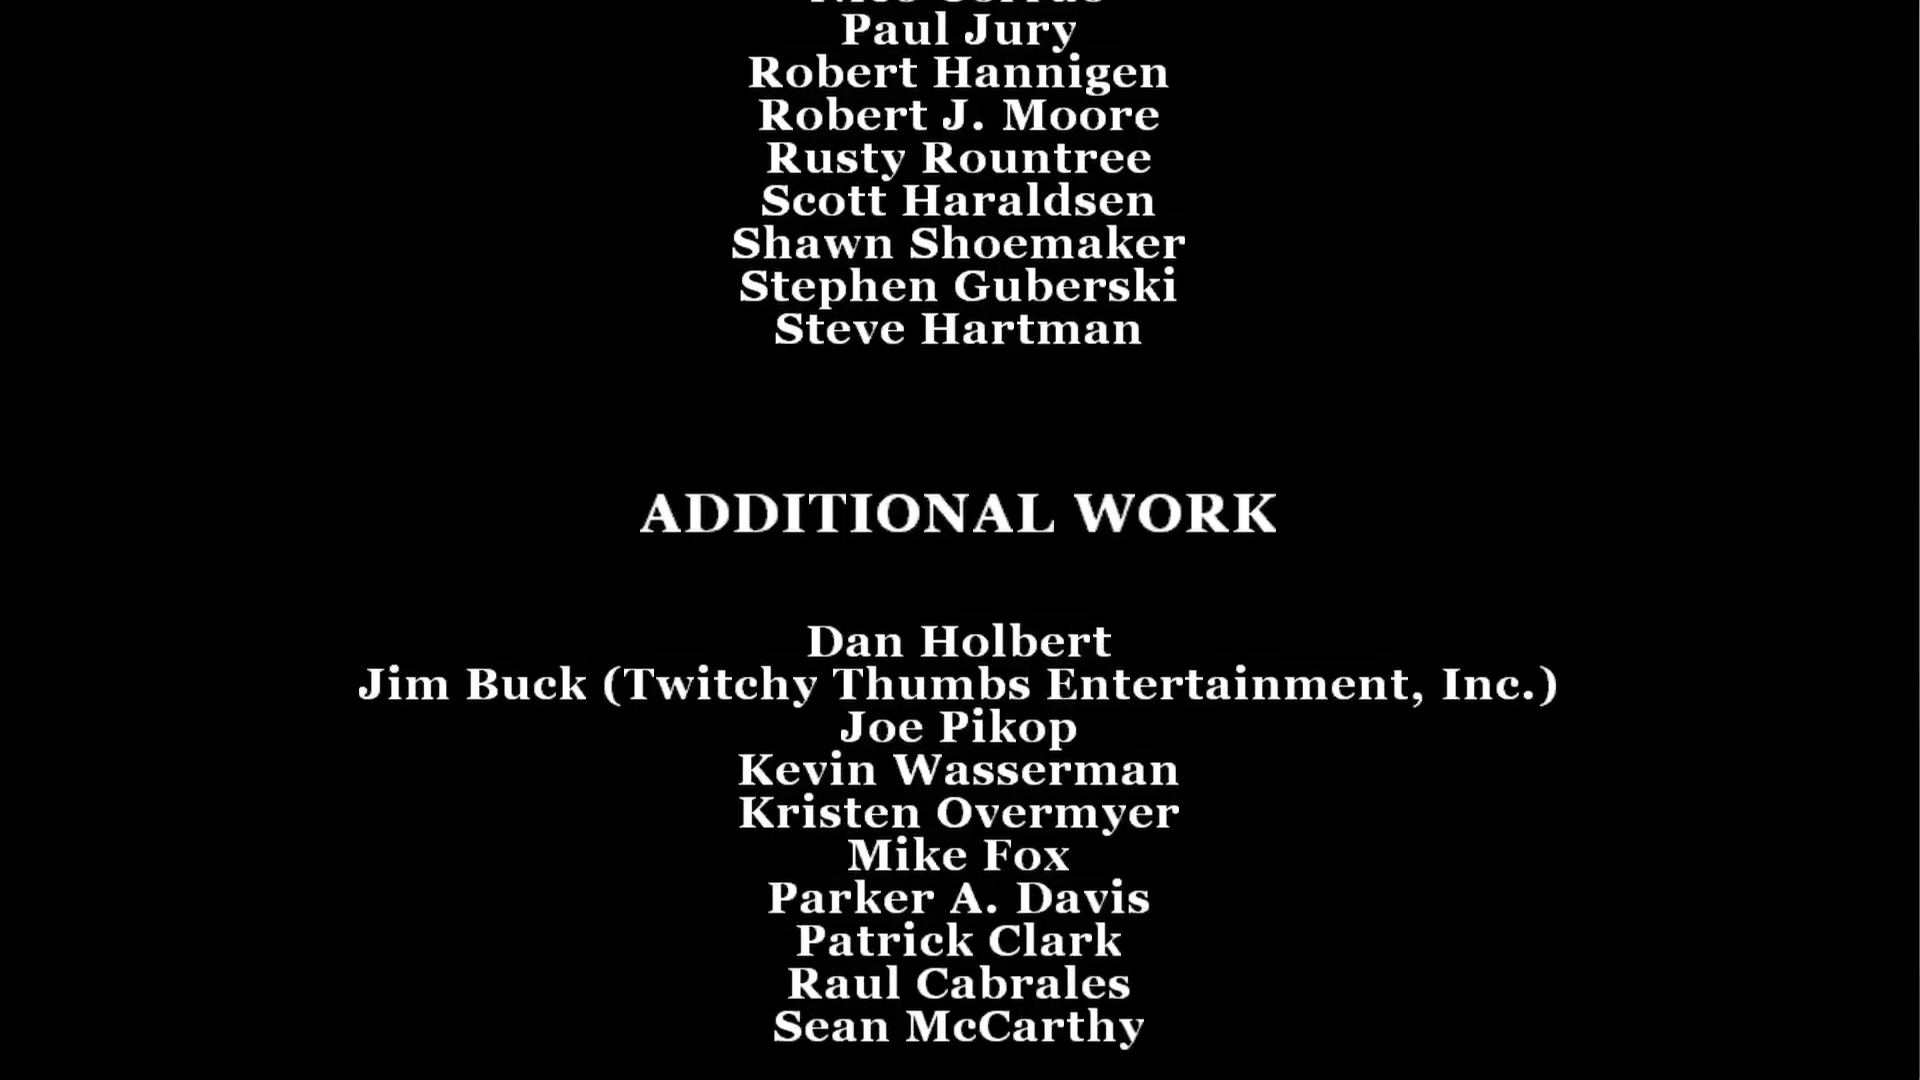 Paul Jury
Robert Hannigen
Robert J. Moore
Rusty Rountree
Scott Haraldsen
Shawn Shoemaker
Stephen Guberski
Steve Hartman
ADDITIONAL WORK
Dan Holbert
Jim Buck (Twitchy Thumbs Entertainment, Inc.)
Joe Pikop
Kevin Wasserman
Kristen Overmyer
Mike Fox
Parker A. Davis
Patrick Clark
Raul Cabrales
Sean McCarthy